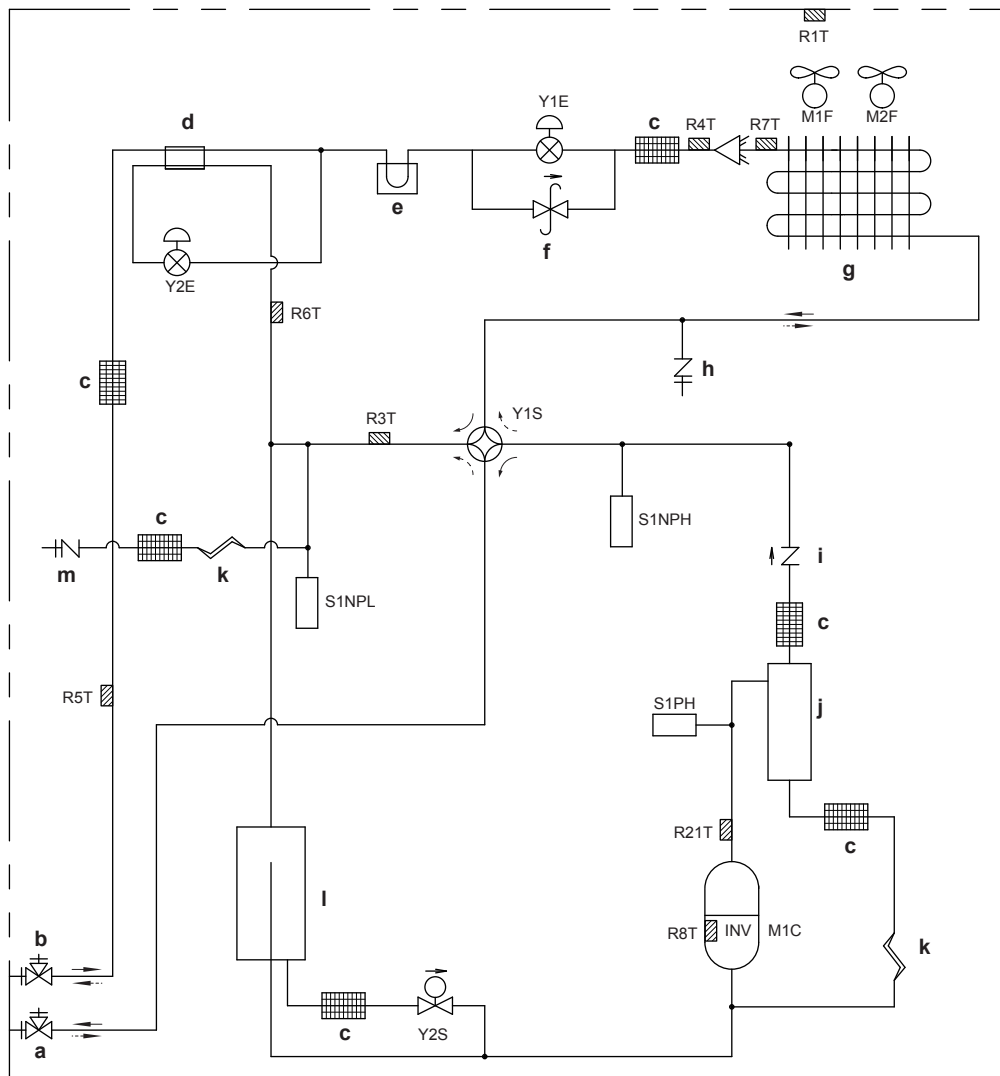 R1T
M1F M2F
Y1E
d c R4T R7T
e
f
g
Y2E
R6T
c
h
R3T Y1S
c
S1NPH
m k i
S1NPL
c
R5T
S1PH j
R21T
c
l
R8T INV M1C
b k
c Y2S
a